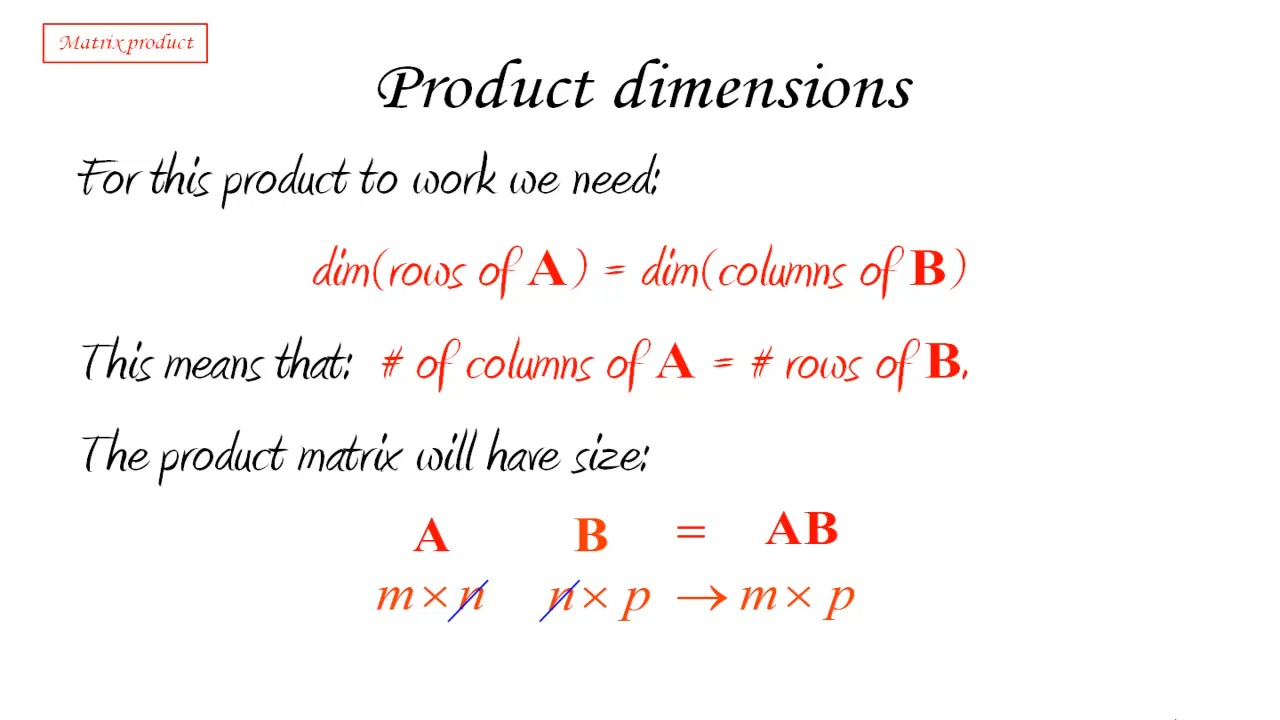 Matrix product
Product dimensions
For this product to work we need:
dim(rows of A) = dim(columns of B)
This means that: # of columns of A = # rows of B.
The product matrix will have size:
A B = AB
m × n n × p → m × p